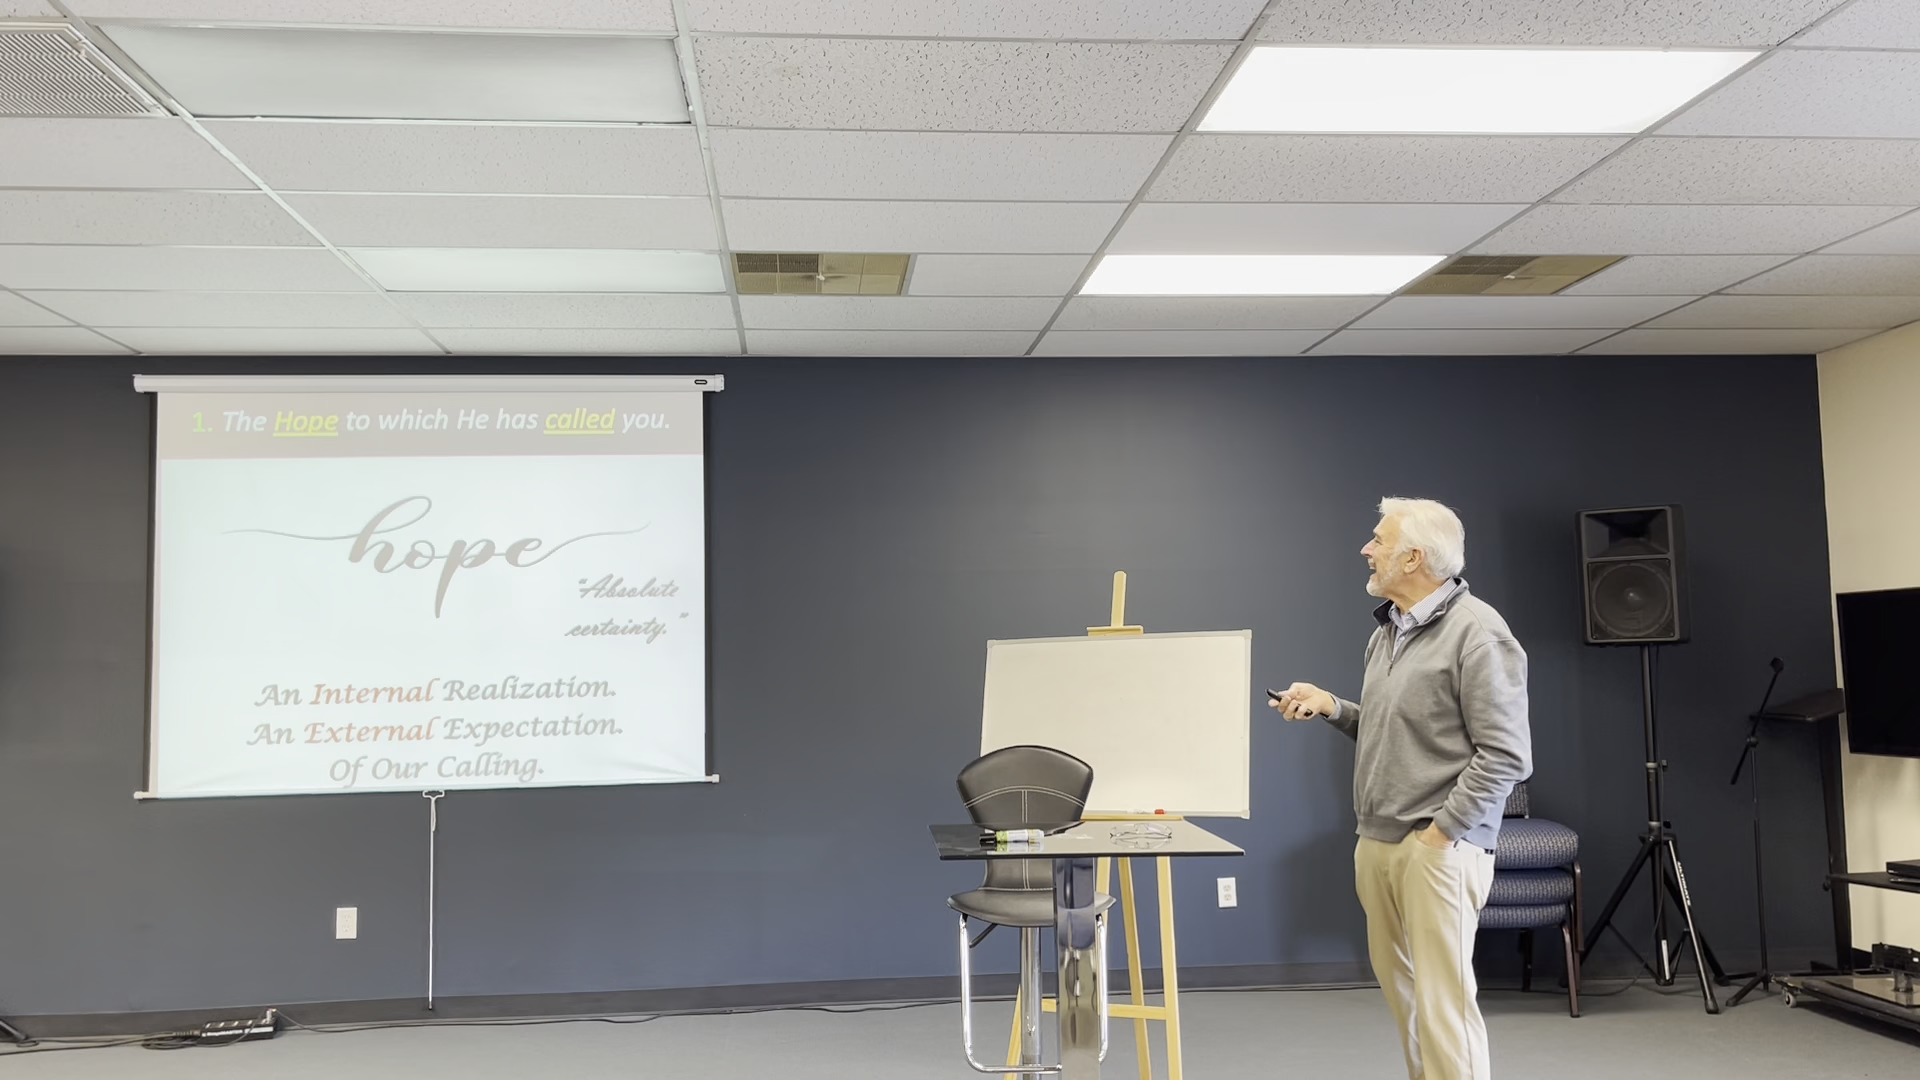 1. The Hope to which He has called you.
hope
"Absolute
certainty."
An Internal Realization.
An External Expectation.
Of Our Calling.